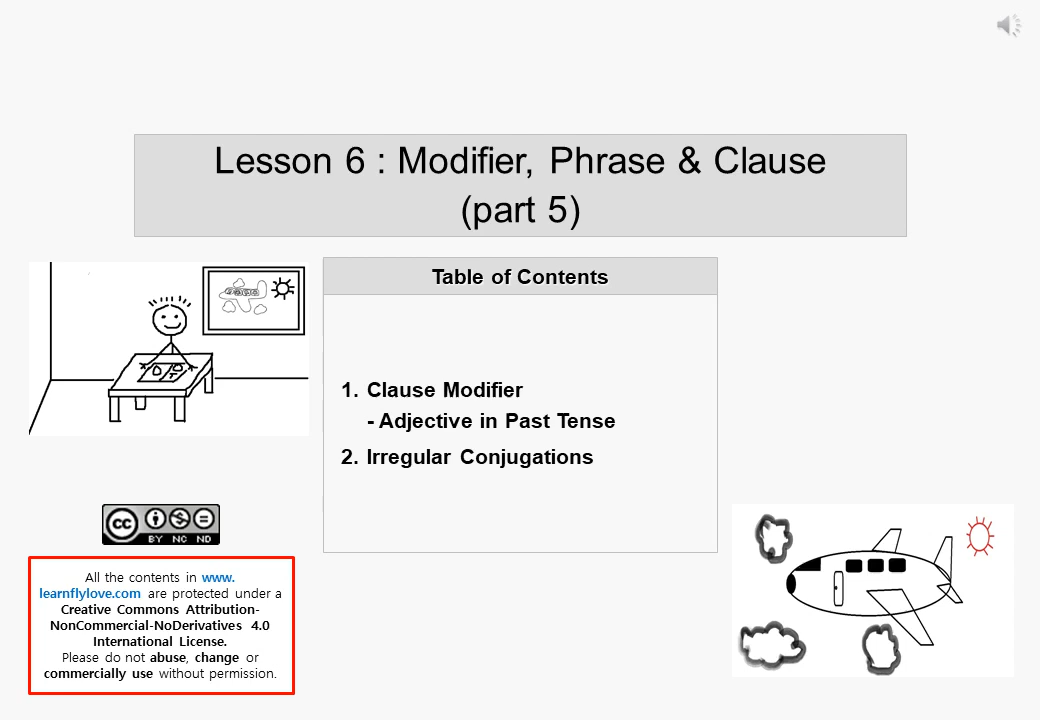 Lesson 6 : Modifier, Phrase & Clause
(part 5)
Table of Contents
1. Clause Modifier
- Adjective in Past Tense
2. Irregular Conjugations
cc
BY NC ND
All the contents in www.
learnflylove.com are protected under a
Creative Commons Attribution-
NonCommercial-NoDerivatives 4.0
International License.
Please do not abuse, change or
commercially use without permission.